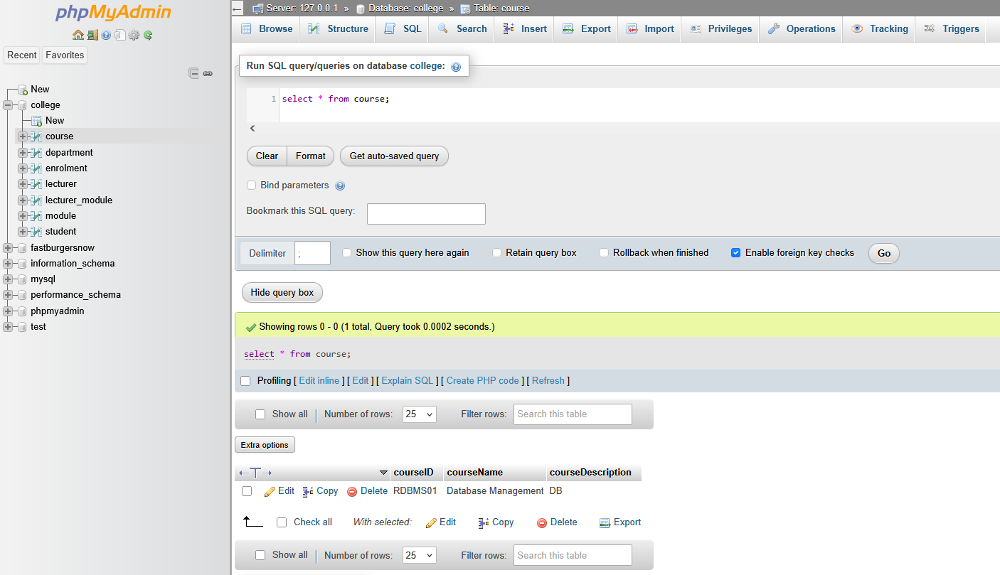 phpMyAdmin
Recent Favorites
New
college
New
course
department
enrolment
lecturer
lecturer_module
module
student
fastburgersnow
information_schema
mysql
performance_schema
phpmyadmin
test
Server: 127.0.0.1 » Database: college » Table: course
Browse Structure SQL Search Insert Export Import Privileges Operations Tracking Triggers
Run SQL query/queries on database college:
1 select * from course;
Clear Format Get auto-saved query
Bind parameters
Bookmark this SQL query:
Delimiter ; Show this query here again Retain query box Rollback when finished Enable foreign key checks Go
Hide query box
Showing rows 0 - 0 (1 total, Query took 0.0002 seconds.)
select * from course;
Profiling [ Edit inline ] [ Edit ] [ Explain SQL ] [ Create PHP code ] [ Refresh ]
Show all Number of rows: 25 Filter rows: Search this table
Extra options
←T→ courseID courseName courseDescription
Edit Copy Delete RDBMS01 Database Management DB
Check all With selected: Edit Copy Delete Export
Show all Number of rows: 25 Filter rows: Search this table